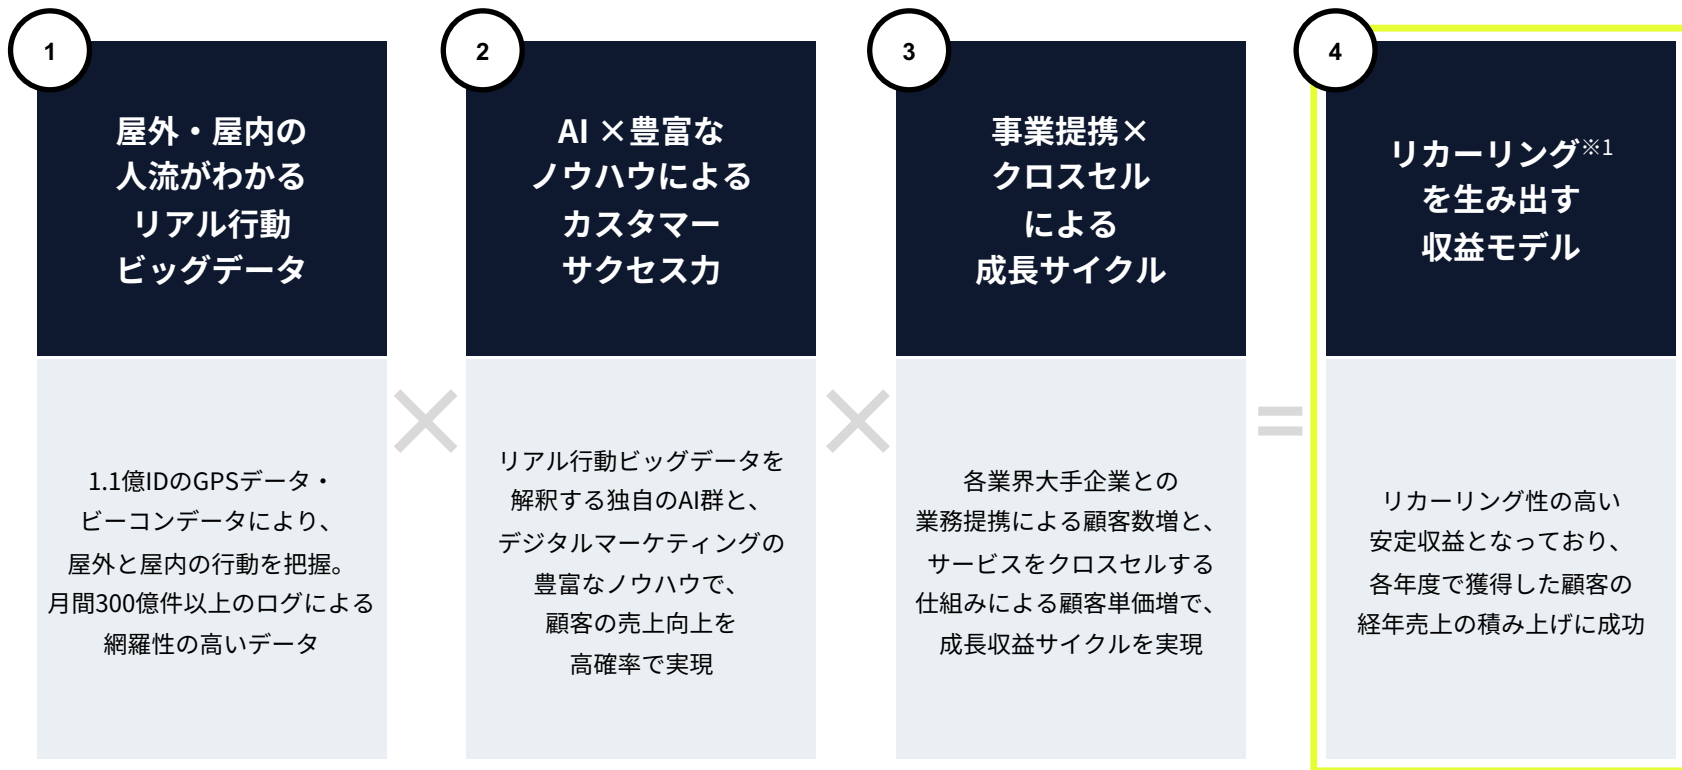 1
屋外・屋内の
人流がわかる
リアル行動
ビッグデータ
1.1億IDのGPSデータ・
ビーコンデータにより、
屋外と屋内の行動を把握。
月間300億件以上のログによる
網羅性の高いデータ
×
2
AI ×豊富な
ノウハウによる
カスタマー
サクセス力
リアル行動ビッグデータを
解釈する独自のAI群と、
デジタルマーケティングの
豊富なノウハウで、
顧客の売上向上を
高確率で実現
×
3
事業提携×
クロスセル
による
成長サイクル
各業界大手企業との
業務提携による顧客数増と、
サービスをクロスセルする
仕組みによる顧客単価増で、
成長収益サイクルを実現
=
4
リカーリング※1
を生み出す
収益モデル
リカーリング性の高い
安定収益となっており、
各年度で獲得した顧客の
経年売上の積み上げに成功